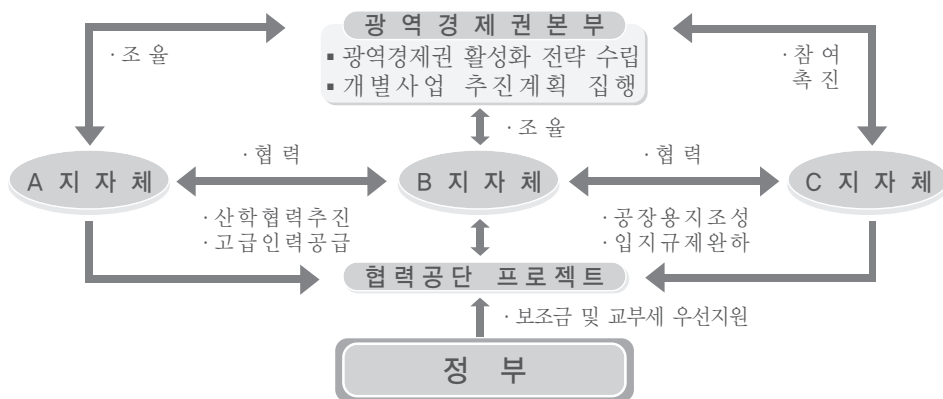 광역경제권본부
▪ 광역경제권 활성화 전략 수립
▪ 개별사업 추진계획 집행
· 조율
· 참여
촉진
· 조율
A 지자체
· 협력
B 지자체
· 협력
C 지자체
· 산학협력추진
· 고급인력공급
· 공장용지조성
· 입지규제완하
협력공단 프로젝트
· 보조금 및 교부세 우선지원
정 부